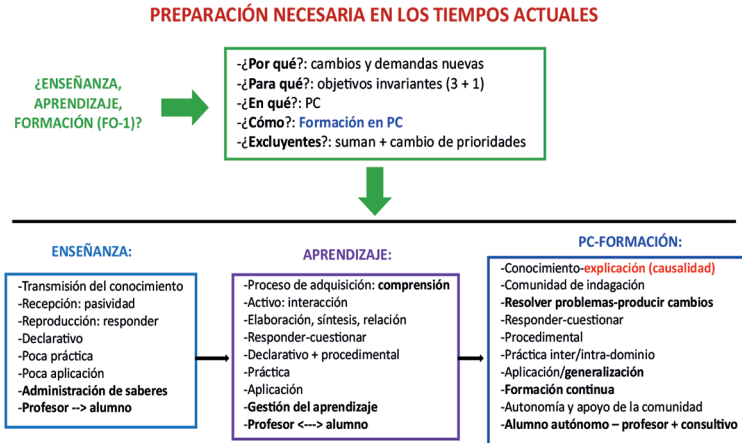 PREPARACIÓN NECESARIA EN LOS TIEMPOS ACTUALES
¿ENSEÑANZA,
APRENDIZAJE,
FORMACIÓN (FO-1)?
-¿Por qué?: cambios y demandas nuevas
-¿Para qué?: objetivos invariantes (3 + 1)
-¿En qué?: PC
-¿Cómo?: Formación en PC
-¿Excluyentes?: suman + cambio de prioridades
ENSEÑANZA:
-Transmisión del conocimiento
-Recepción: pasividad
-Reproducción: responder
-Declarativo
-Poca práctica
-Poca aplicación
-Administración de saberes
-Profesor --> alumno
APRENDIZAJE:
-Proceso de adquisición: comprensión
-Activo: interacción
-Elaboración, síntesis, relación
-Responder-cuestionar
-Declarativo + procedimental
-Práctica
-Aplicación
-Gestión del aprendizaje
-Profesor <---> alumno
PC-FORMACIÓN:
-Conocimiento-explicación (causalidad)
-Comunidad de indagación
-Resolver problemas-producir cambios
-Responder-cuestionar
-Procedimental
-Práctica inter/intra-dominio
-Aplicación/generalización
-Formación continua
-Autonomía y apoyo de la comunidad
-Alumno autónomo – profesor + consultivo